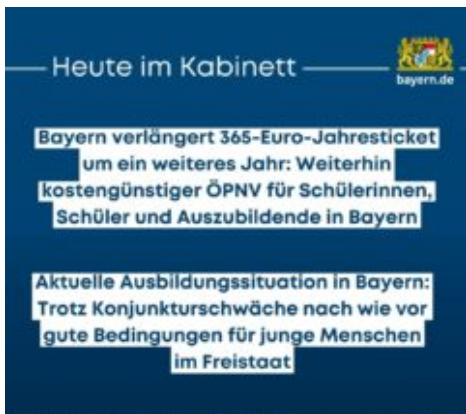 Heute im Kabinett
bayern.de
Bayern verlängert 365-Euro-Jahresticket
um ein weiteres Jahr: Weiterhin
kostengünstiger ÖPNV für Schülerinnen,
Schüler und Auszubildende in Bayern
Aktuelle Ausbildungssituation in Bayern:
Trotz Konjunkturschwäche nach wie vor
gute Bedingungen für junge Menschen
im Freistaat